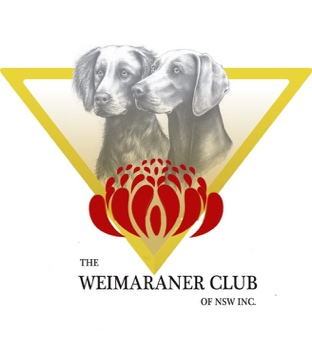 THE
WEIMARANER CLUB
OF NSW INC.